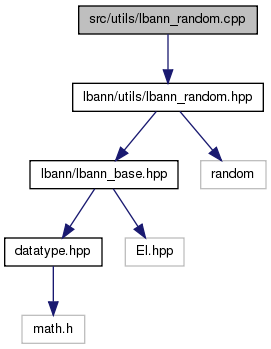 src/utils/lbann_random.cpp
lbann/utils/lbann_random.hpp
lbann/lbann_base.hpp
random
datatype.hpp
El.hpp
math.h